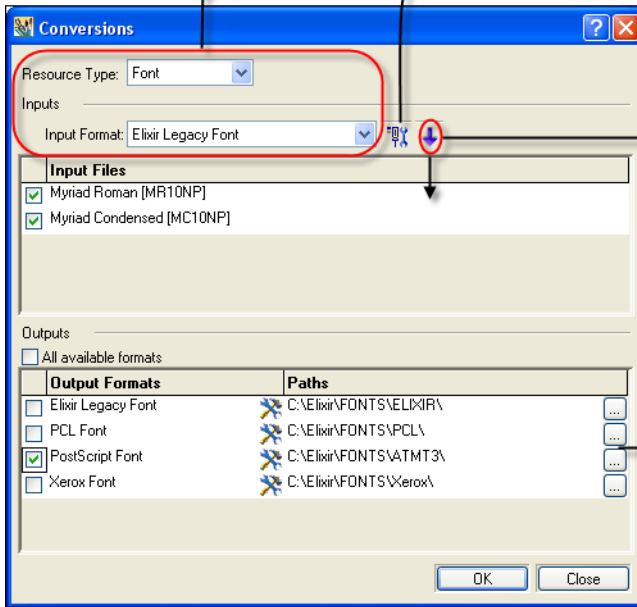 Conversions
Resource Type: Font
Inputs
Input Format: Elixir Legacy Font
Input Files
Myriad Roman [MR10NP]
Myriad Condensed [MC10NP]
Outputs
All available formats
Output Formats Paths
Elixir Legacy Font C:\Elixir\FONTS\ELIXIR\ ...
PCL Font C:\Elixir\FONTS\PCL\ ...
PostScript Font C:\Elixir\FONTS\ATMT3\ ...
Xerox Font C:\Elixir\FONTS\Xerox\ ...
OK Close